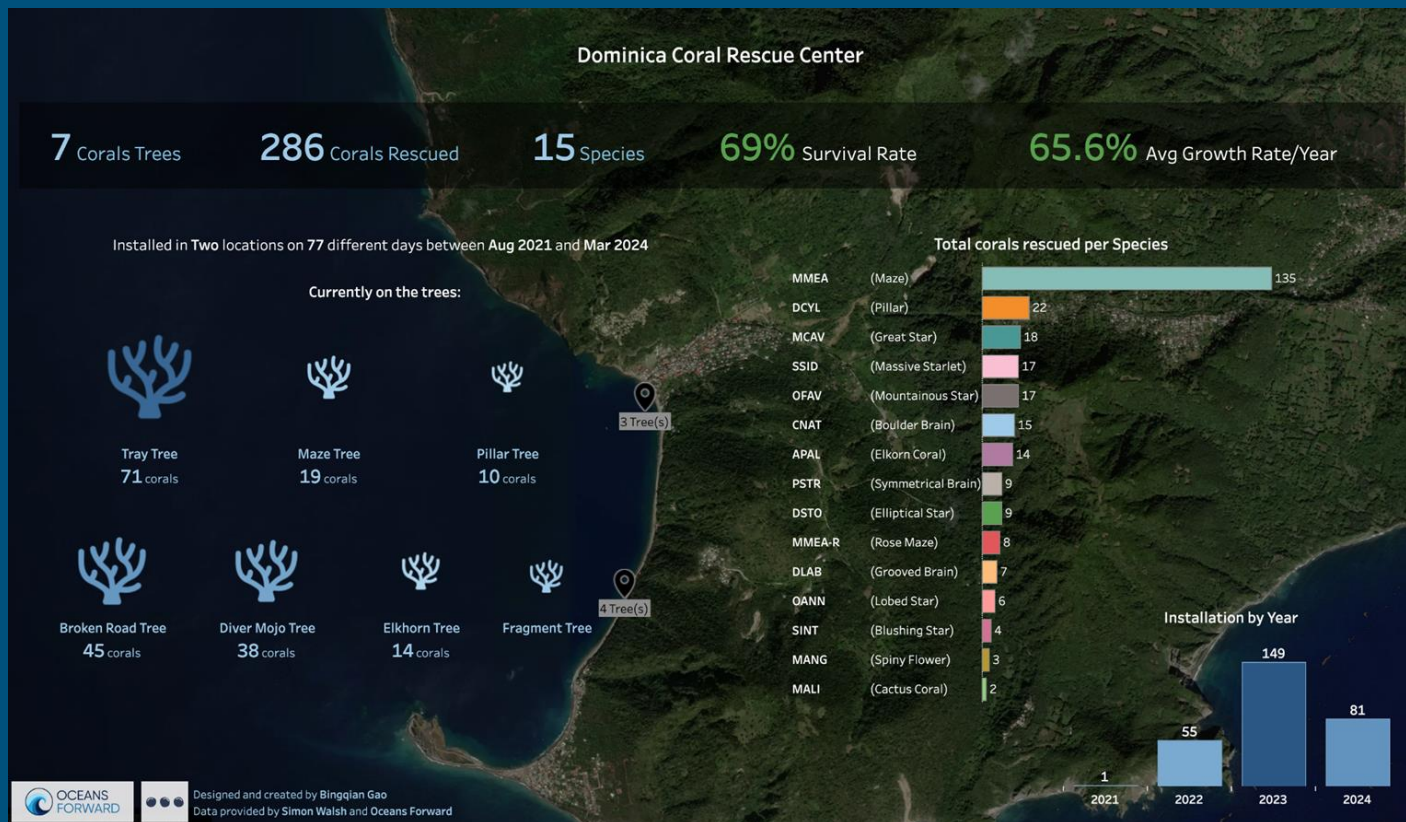 Dominica Coral Rescue Center
7 Corals Trees
286 Corals Rescued
15 Species
69% Survival Rate
65.6% Avg Growth Rate/Year
Installed in Two locations on 77 different days between Aug 2021 and Mar 2024
Currently on the trees:
Tray Tree
71 corals
Maze Tree
19 corals
Pillar Tree
10 corals
3 Tree(s)
Broken Road Tree
45 corals
Diver Mojo Tree
38 corals
Elkhorn Tree
14 corals
Fragment Tree
4 Tree(s)
Total corals rescued per Species
MMEA (Maze) 135
DCYL (Pillar) 22
MCAV (Great Star) 18
SSID (Massive Starlet) 17
OFAV (Mountainous Star) 17
CNAT (Boulder Brain) 15
APAL (Elkorn Coral) 14
PSTR (Symmetrical Brain) 9
DSTO (Elliptical Star) 9
MMEA-R (Rose Maze) 8
DLAB (Grooved Brain) 7
OANN (Lobed Star) 6
SINT (Blushing Star) 4
MANG (Spiny Flower) 3
MALI (Cactus Coral) 2
Installation by Year
1
55
149
81
2021
2022
2023
2024
OCEANS
FORWARD
Designed and created by Bingqian Gao
Data provided by Simon Walsh and Oceans Forward